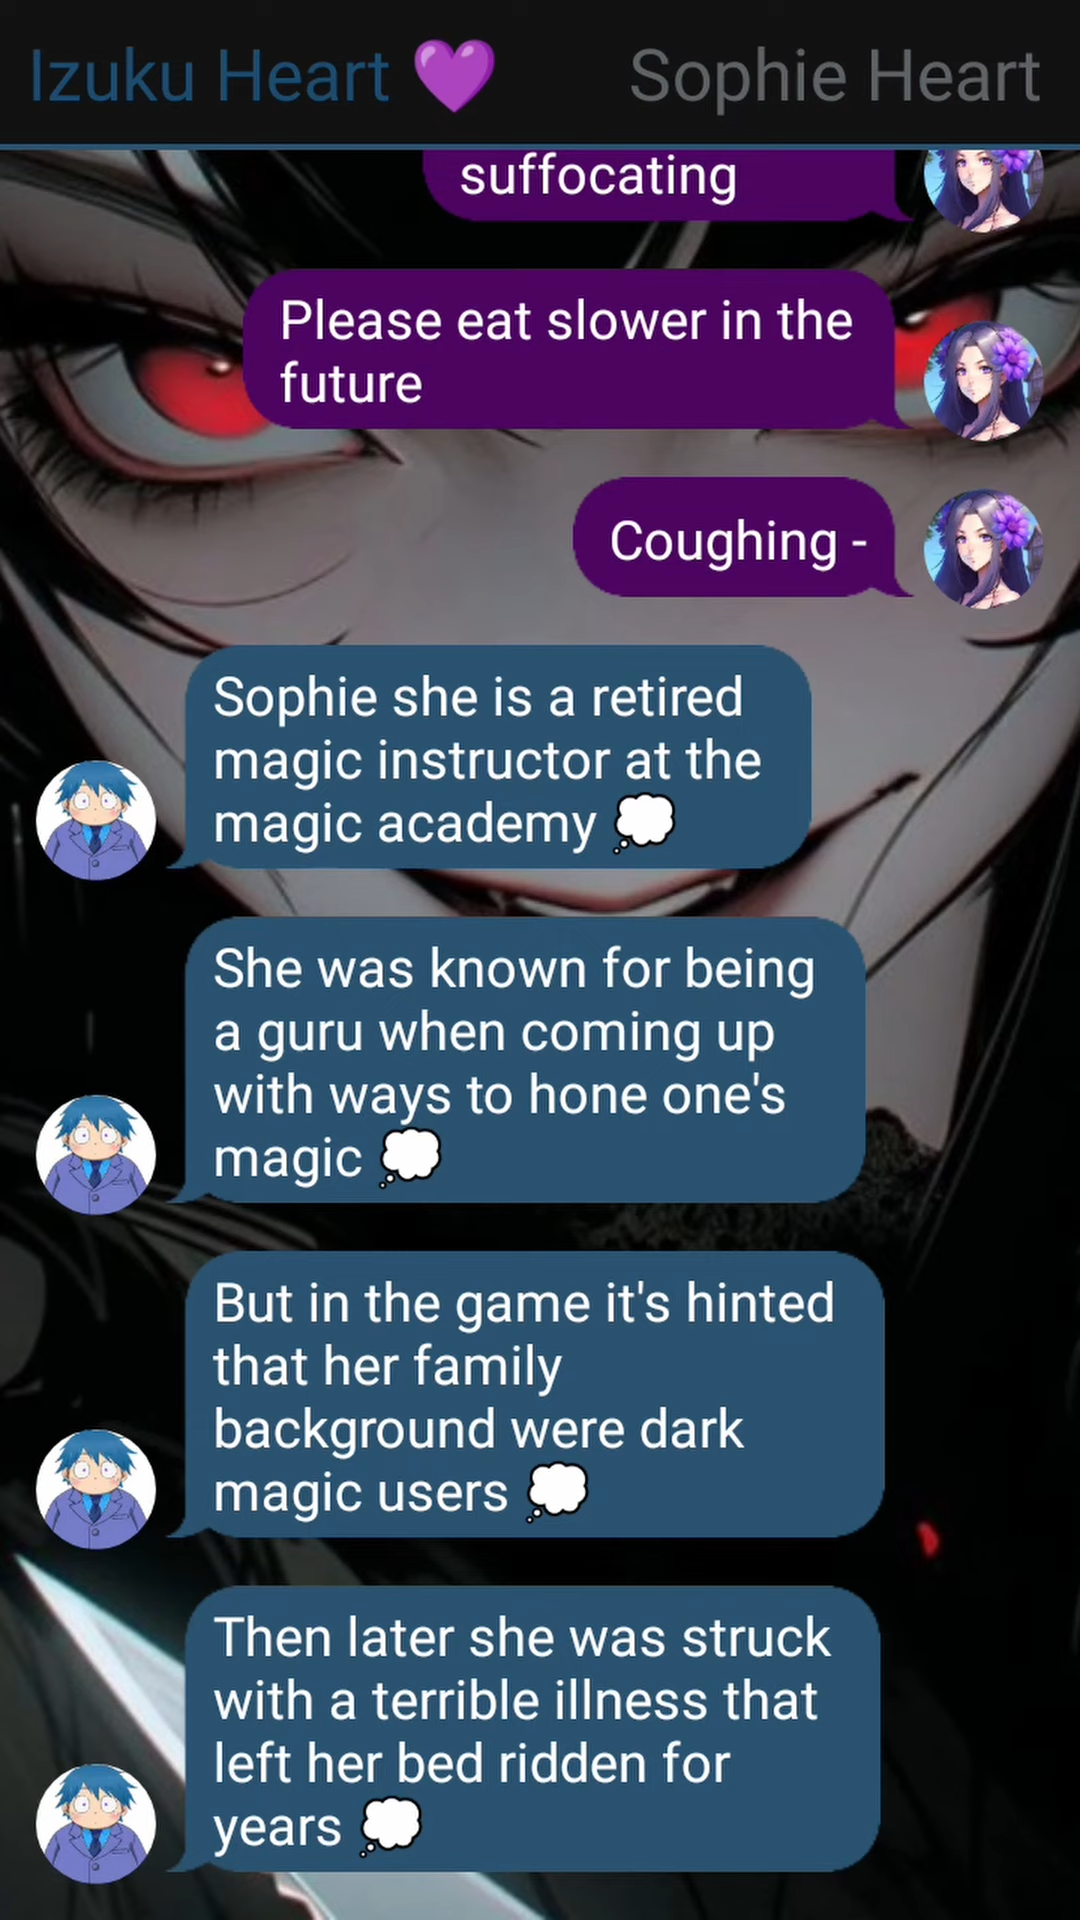 Izuku Heart 💜 Sophie Heart
suffocating
Please eat slower in the
future
Coughing -
Sophie she is a retired
magic instructor at the
magic academy 💭
She was known for being
a guru when coming up
with ways to hone one's
magic 💭
But in the game it's hinted
that her family
background were dark
magic users 💭
Then later she was struck
with a terrible illness that
left her bed ridden for
years 💭